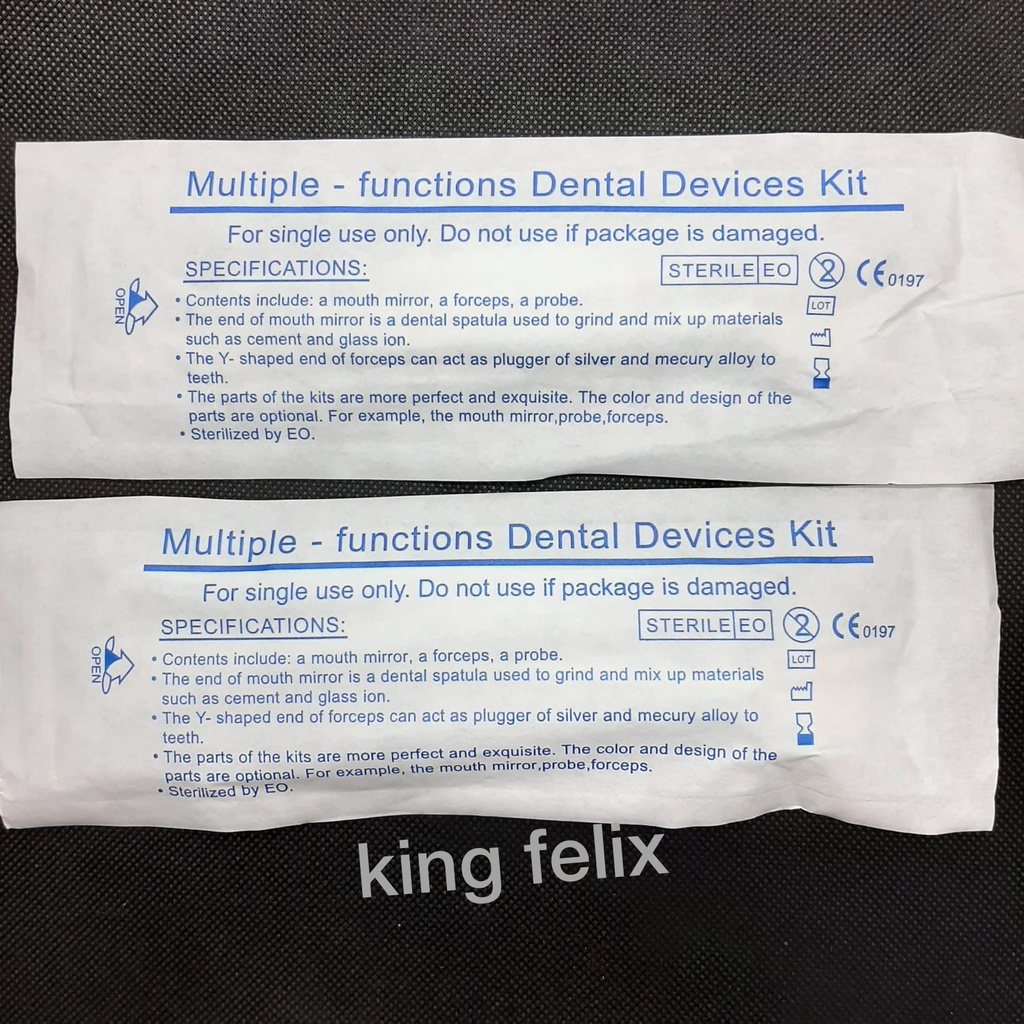 Multiple - functions Dental Devices Kit
For single use only. Do not use if package is damaged.
SPECIFICATIONS:
STERILE EO
2
CE 0197
OPEN
• Contents include: a mouth mirror, a forceps, a probe.
LOT
• The end of mouth mirror is a dental spatula used to grind and mix up materials
such as cement and glass ion.
• The Y- shaped end of forceps can act as plugger of silver and mecury alloy to
teeth.
• The parts of the kits are more perfect and exquisite. The color and design of the
parts are optional. For example, the mouth mirror,probe,forceps.
• Sterilized by EO.
Multiple - functions Dental Devices Kit
For single use only. Do not use if package is damaged.
SPECIFICATIONS:
STERILE EO
2
CE 0197
OPEN
• Contents include: a mouth mirror, a forceps, a probe.
LOT
• The end of mouth mirror is a dental spatula used to grind and mix up materials
such as cement and glass ion.
• The Y- shaped end of forceps can act as plugger of silver and mecury alloy to
teeth.
• The parts of the kits are more perfect and exquisite. The color and design of the
parts are optional. For example, the mouth mirror,probe,forceps.
• Sterilized by EO.
king felix